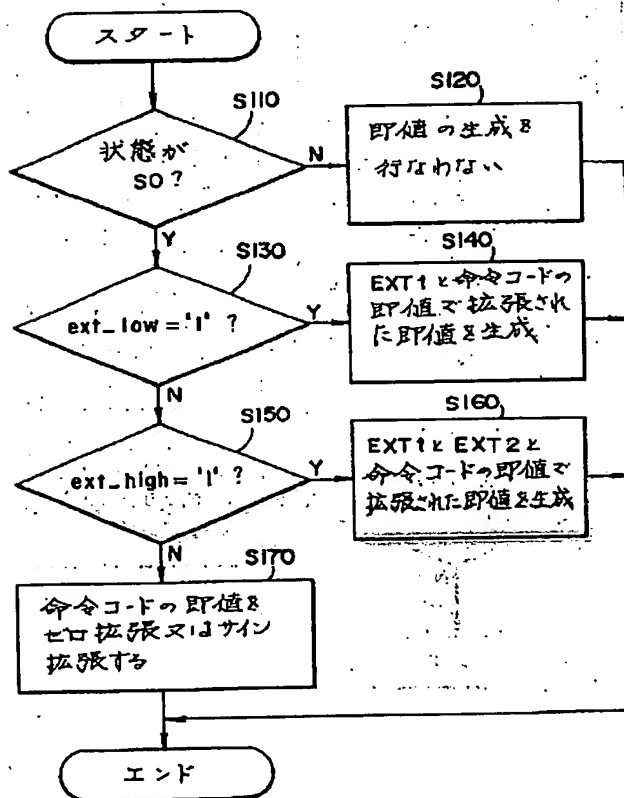 スタート
S110
状態が
S0?
N
Y
S120
即値の生成を
行なわない
S130
ext_low='1' ?
Y
N
S140
EXT1と命令コードの
即値で拡張され
た即値を生成
S150
ext_high='1' ?
Y
N
S160
EXT1とEXT2と
命令コードの即値で
拡張された即値を生成
S170
命令コードの即値を
ゼロ拡張又はサイン
拡張する
エンド